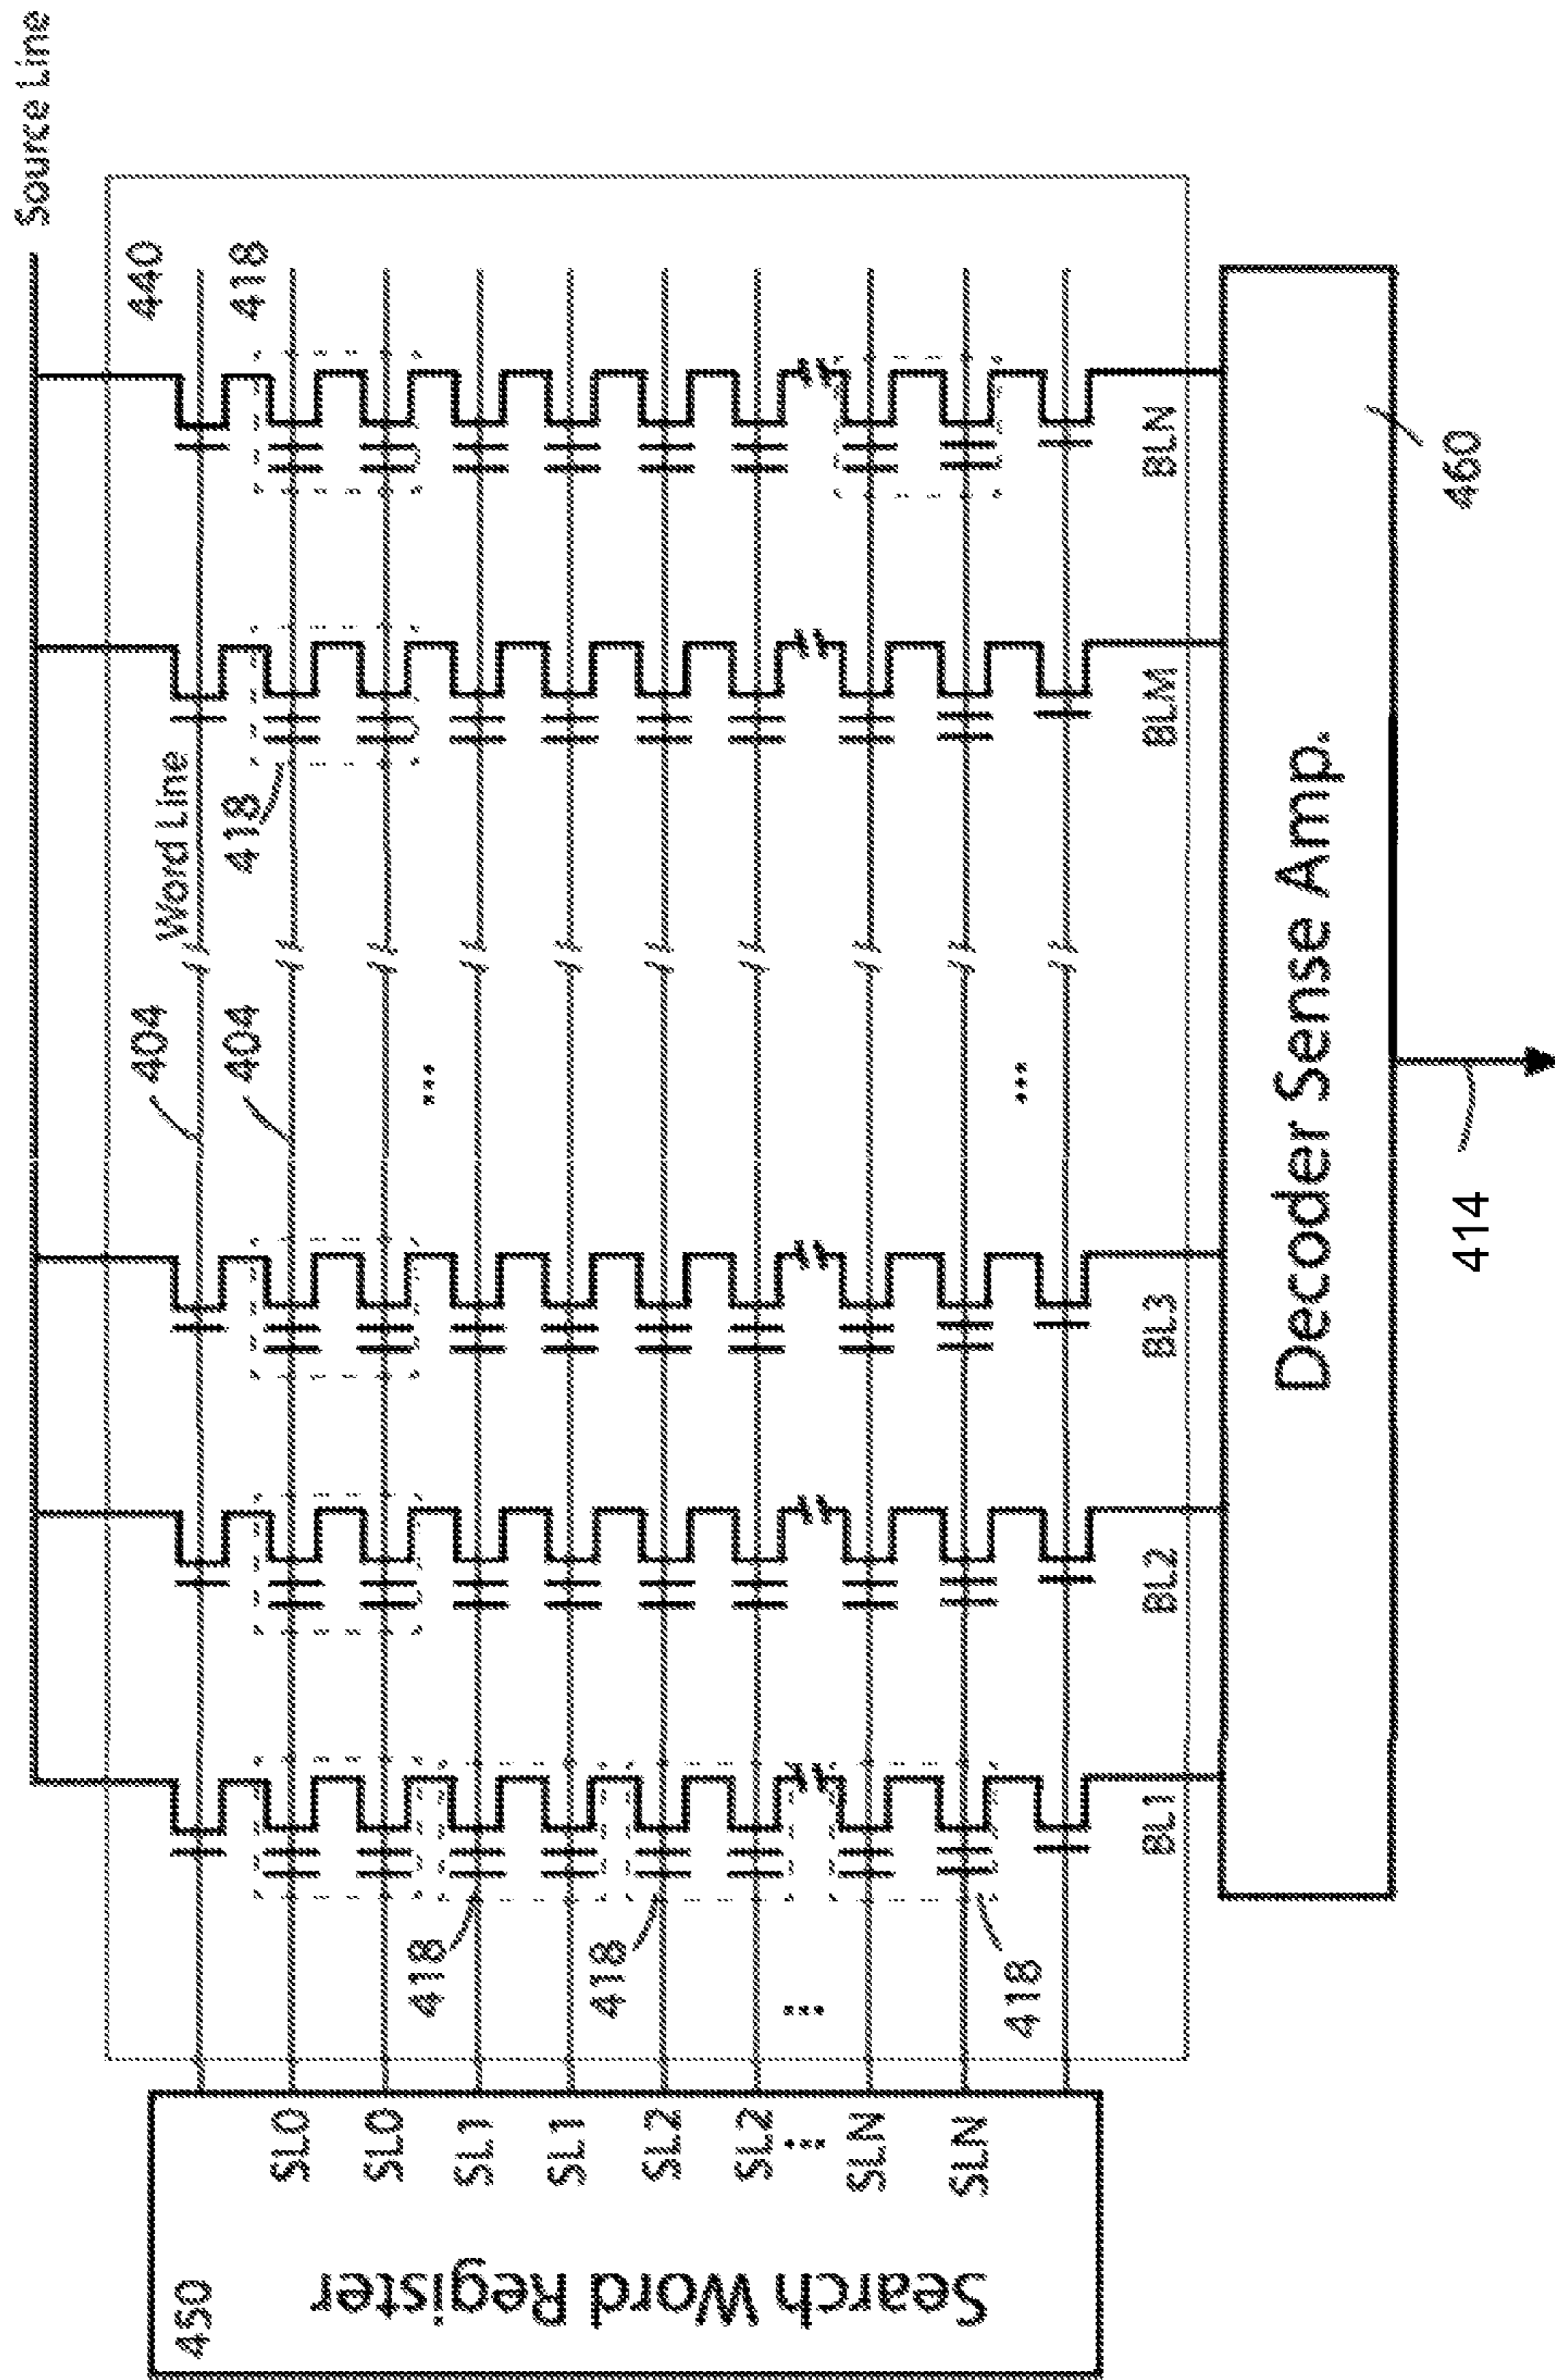 Source Line
440
418
Word Line
418
404
404
...
...
418
418
418
...
450
Search Word Register
SL0
SL0
SL1
SL1
SL2
SL2
...
SLN
SLN
BL1
BL2
BL3
BLM
BLN
Decoder Sense Amp.
460
414